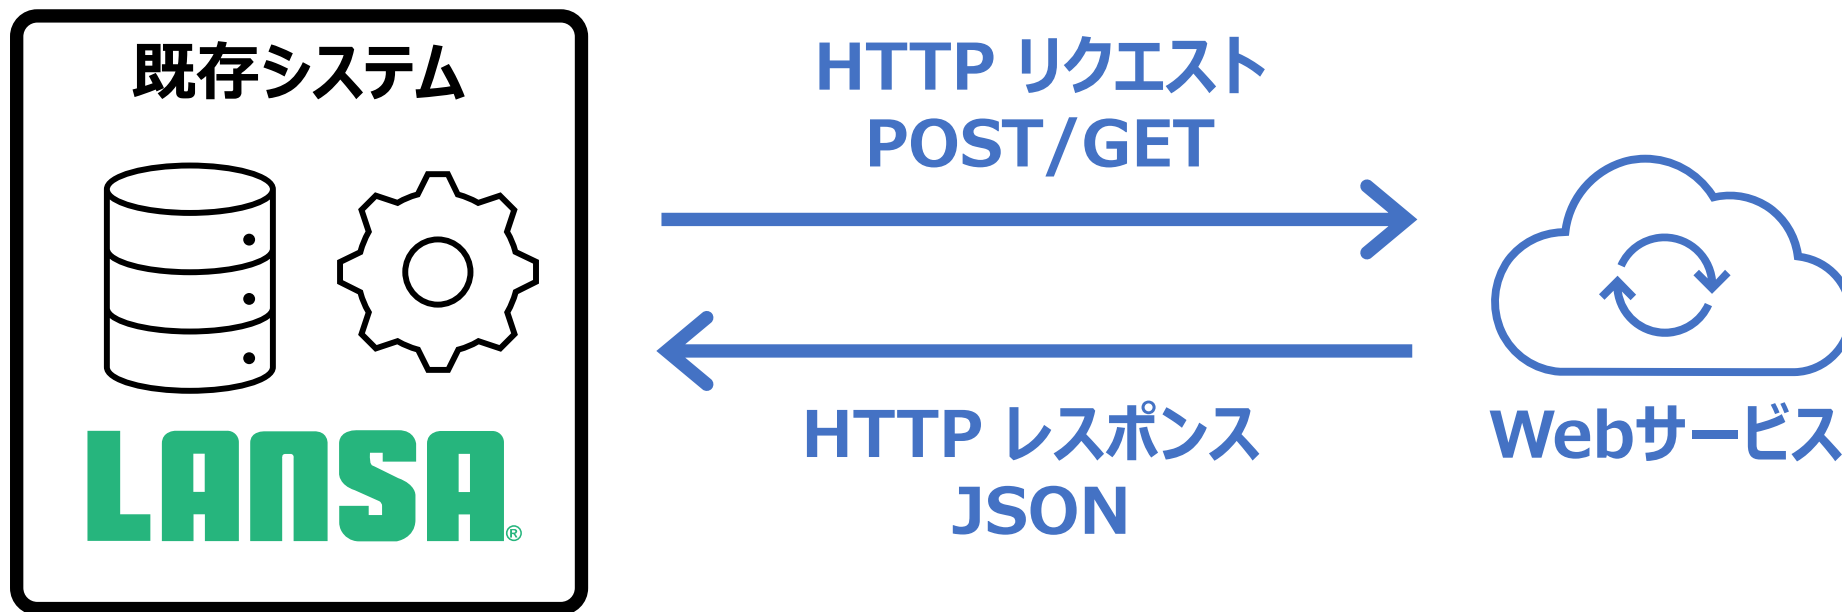 既存システム
LANSA®
HTTP リクエスト
POST/GET
HTTP レスポンス
JSON
Webサービス